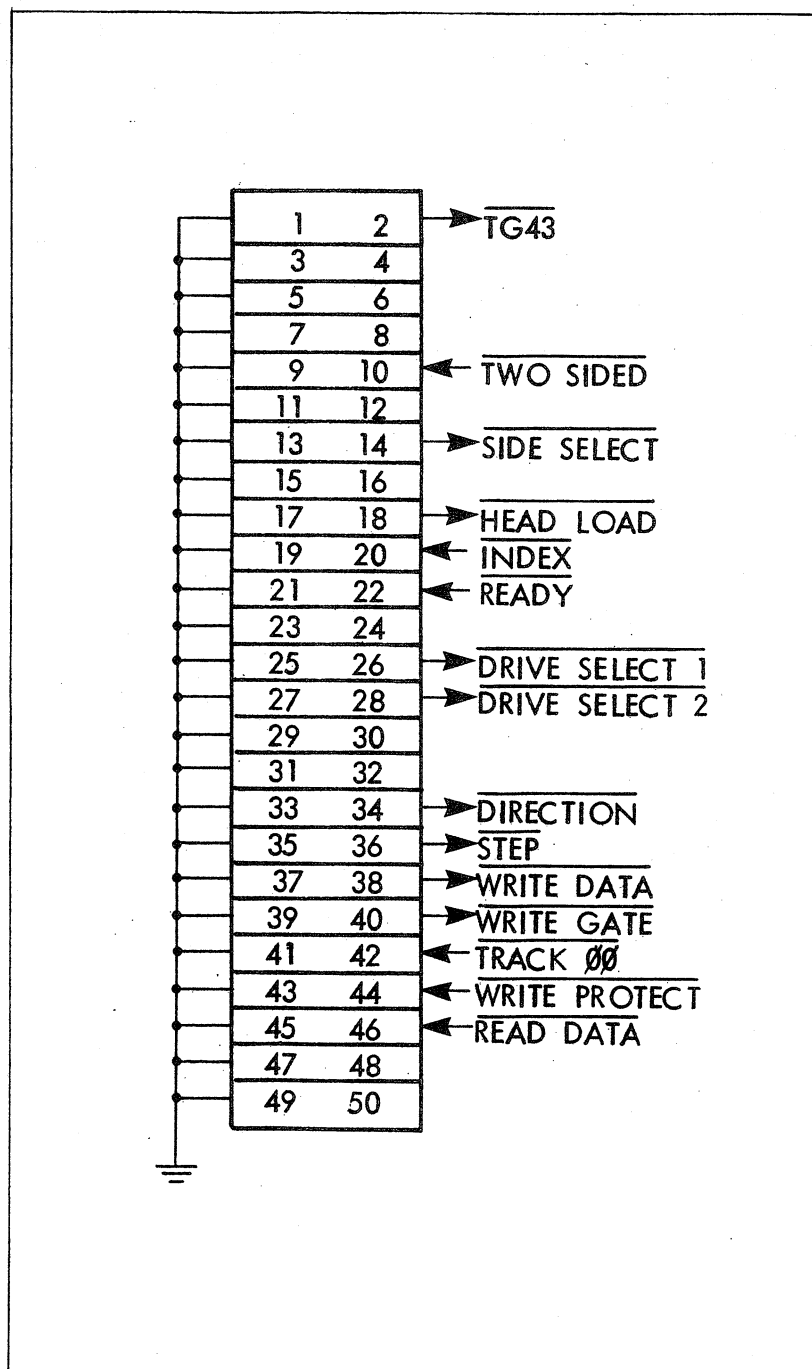 1 2 TG43
3 4
5 6
7 8
9 10 TWO SIDED
11 12
13 14 SIDE SELECT
15 16
17 18 HEAD LOAD
19 20 INDEX
21 22 READY
23 24
25 26 DRIVE SELECT 1
27 28 DRIVE SELECT 2
29 30
31 32
33 34 DIRECTION
35 36 STEP
37 38 WRITE DATA
39 40 WRITE GATE
41 42 TRACK 00
43 44 WRITE PROTECT
45 46 READ DATA
47 48
49 50